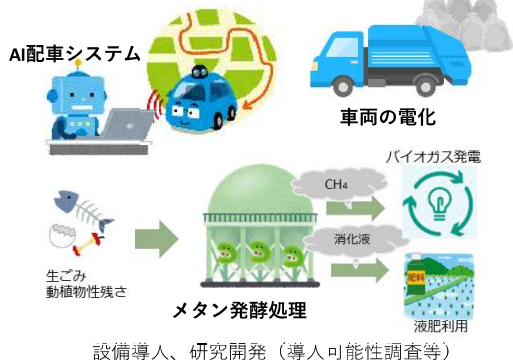 AI配車システム
車両の電化
バイオガス発電
CH₄
消化液
生ごみ
動植物性残さ
メタン発酵処理
肥料
液肥利用
設備導入、研究開発（導入可能性調査等）